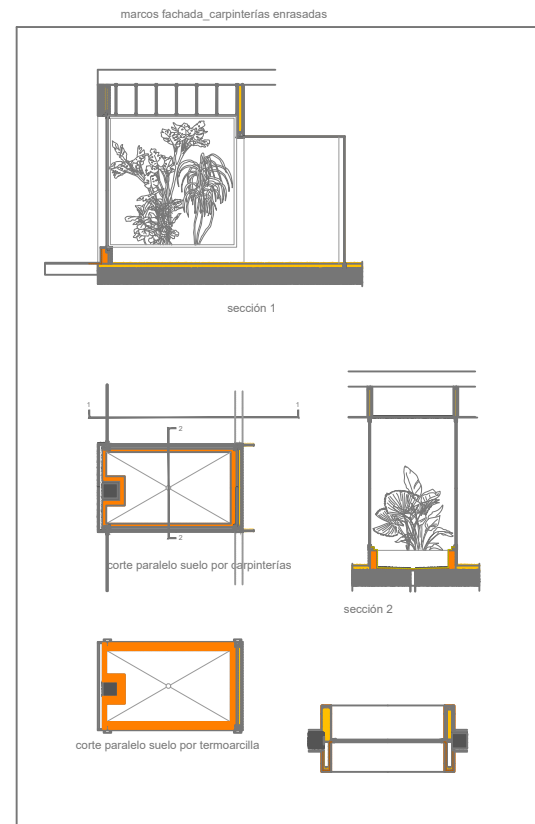 marcos fachada_carpinterías enrasadas
sección 1
1
1
2
2
corte paralelo suelo por carpinterías
sección 2
corte paralelo suelo por termoarcilla